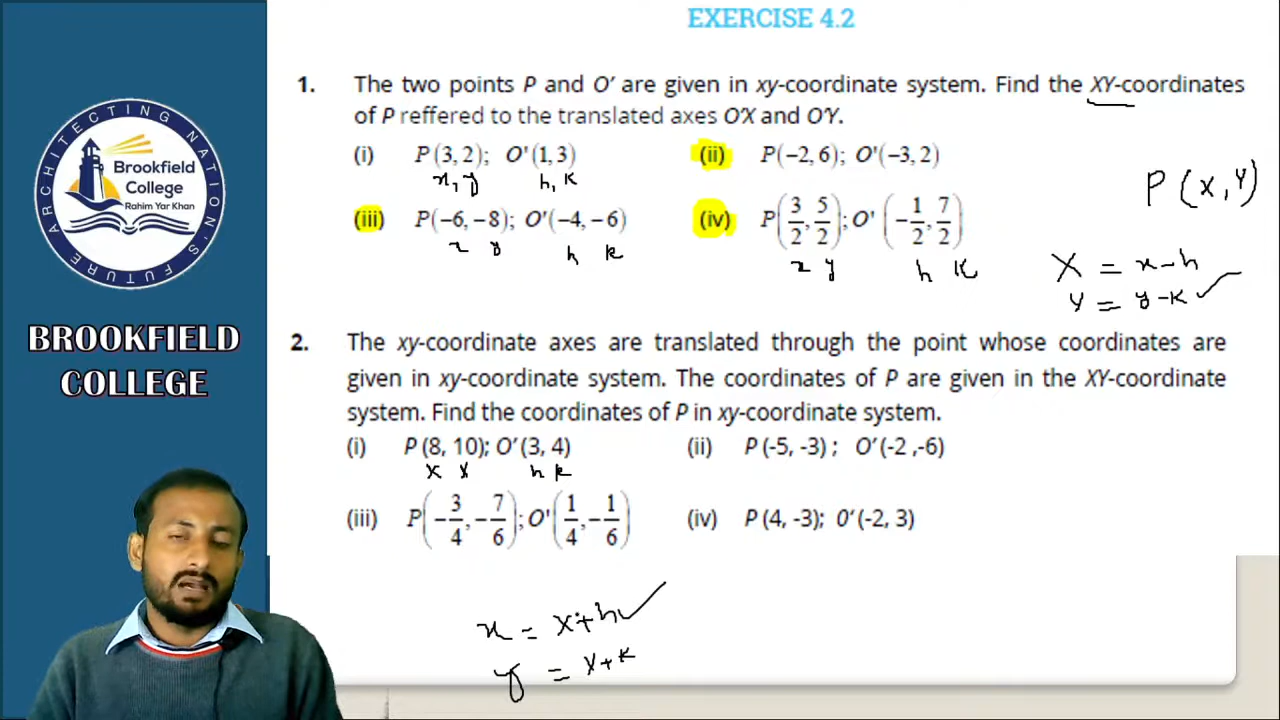 EXERCISE 4.2
1. The two points P and O' are given in xy-coordinate system. Find the XY-coordinates
of P reffered to the translated axes O'X and O'Y.
(i) P(3, 2); O'(1, 3) (ii) P(−2, 6); O'(−3, 2)
x, y h, k
P(X, Y)
(iii) P(−6, −8); O'(−4, −6) (iv) P(3/2, 5/2); O'(−1/2, 7/2)
x y h k x y h K
X = x-h
Y = y-k ✓
2. The xy-coordinate axes are translated through the point whose coordinates are
given in xy-coordinate system. The coordinates of P are given in the XY-coordinate
system. Find the coordinates of P in xy-coordinate system.
(i) P (8, 10); O'(3, 4) (ii) P (-5, -3) ; O'(-2 ,-6)
X Y h k
(iii) P(−3/4, −7/6); O'(1/4, −1/6) (iv) P (4, -3); 0'(-2, 3)
x = X+h ✓
y = Y+k
ARCHITECTING NATION'S FUTURE
Brookfield
College
Rahim Yar Khan
BROOKFIELD
COLLEGE